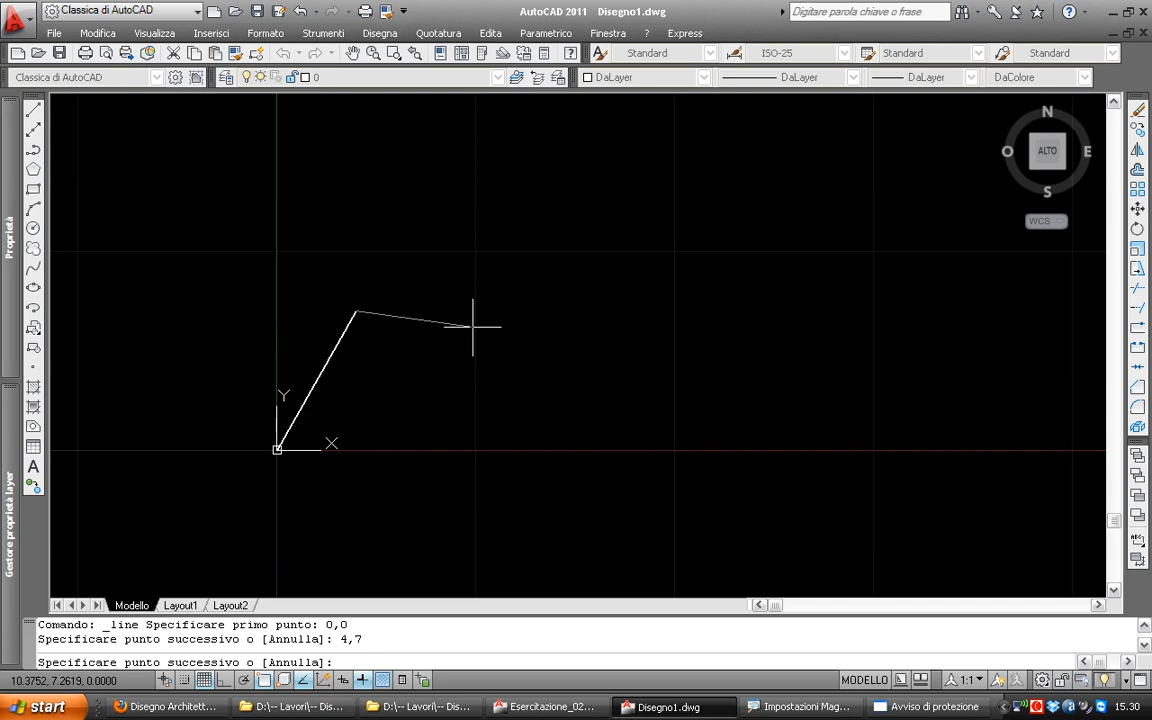 Classica di AutoCAD
AutoCAD 2011 Disegno1.dwg
Digitare parola chiave o frase
File Modifica Visualizza Inserisci Formato Strumenti Disegna Quotatura Edita Parametrico Finestra ? Express
Standard ISO-25 Standard Standard
Classica di AutoCAD 0 DaLayer DaLayer DaLayer DaColore
N
O ALTO E
S
WCS
Proprietà
Gestore proprietà layer
Y
X
A
Modello Layout1 Layout2
Comando: _line Specificare primo punto: 0,0
Specificare punto successivo o [Annulla]: 4,7
Specificare punto successivo o [Annulla]:
10.3752, 7.2619, 0.0000 MODELLO 1:1
start Disegno Architett... D:\-- Lavori\-- Dis... D:\-- Lavori\-- Dis... Esercitazione_02... Disegno1.dwg Impostazioni Mag... Avviso di protezione 15.30